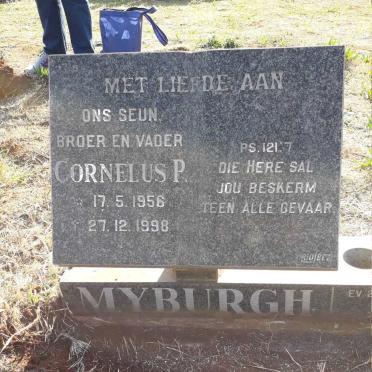 MET LIEFDE AAN
ONS SEUN,
BROER EN VADER
CORNELUS P.
* 17.5.1956
† 27.12.1998
PS. 121:7
DIE HERE SAL
JOU BESKERM
TEEN ALLE GEVAAR.
MYBURGH